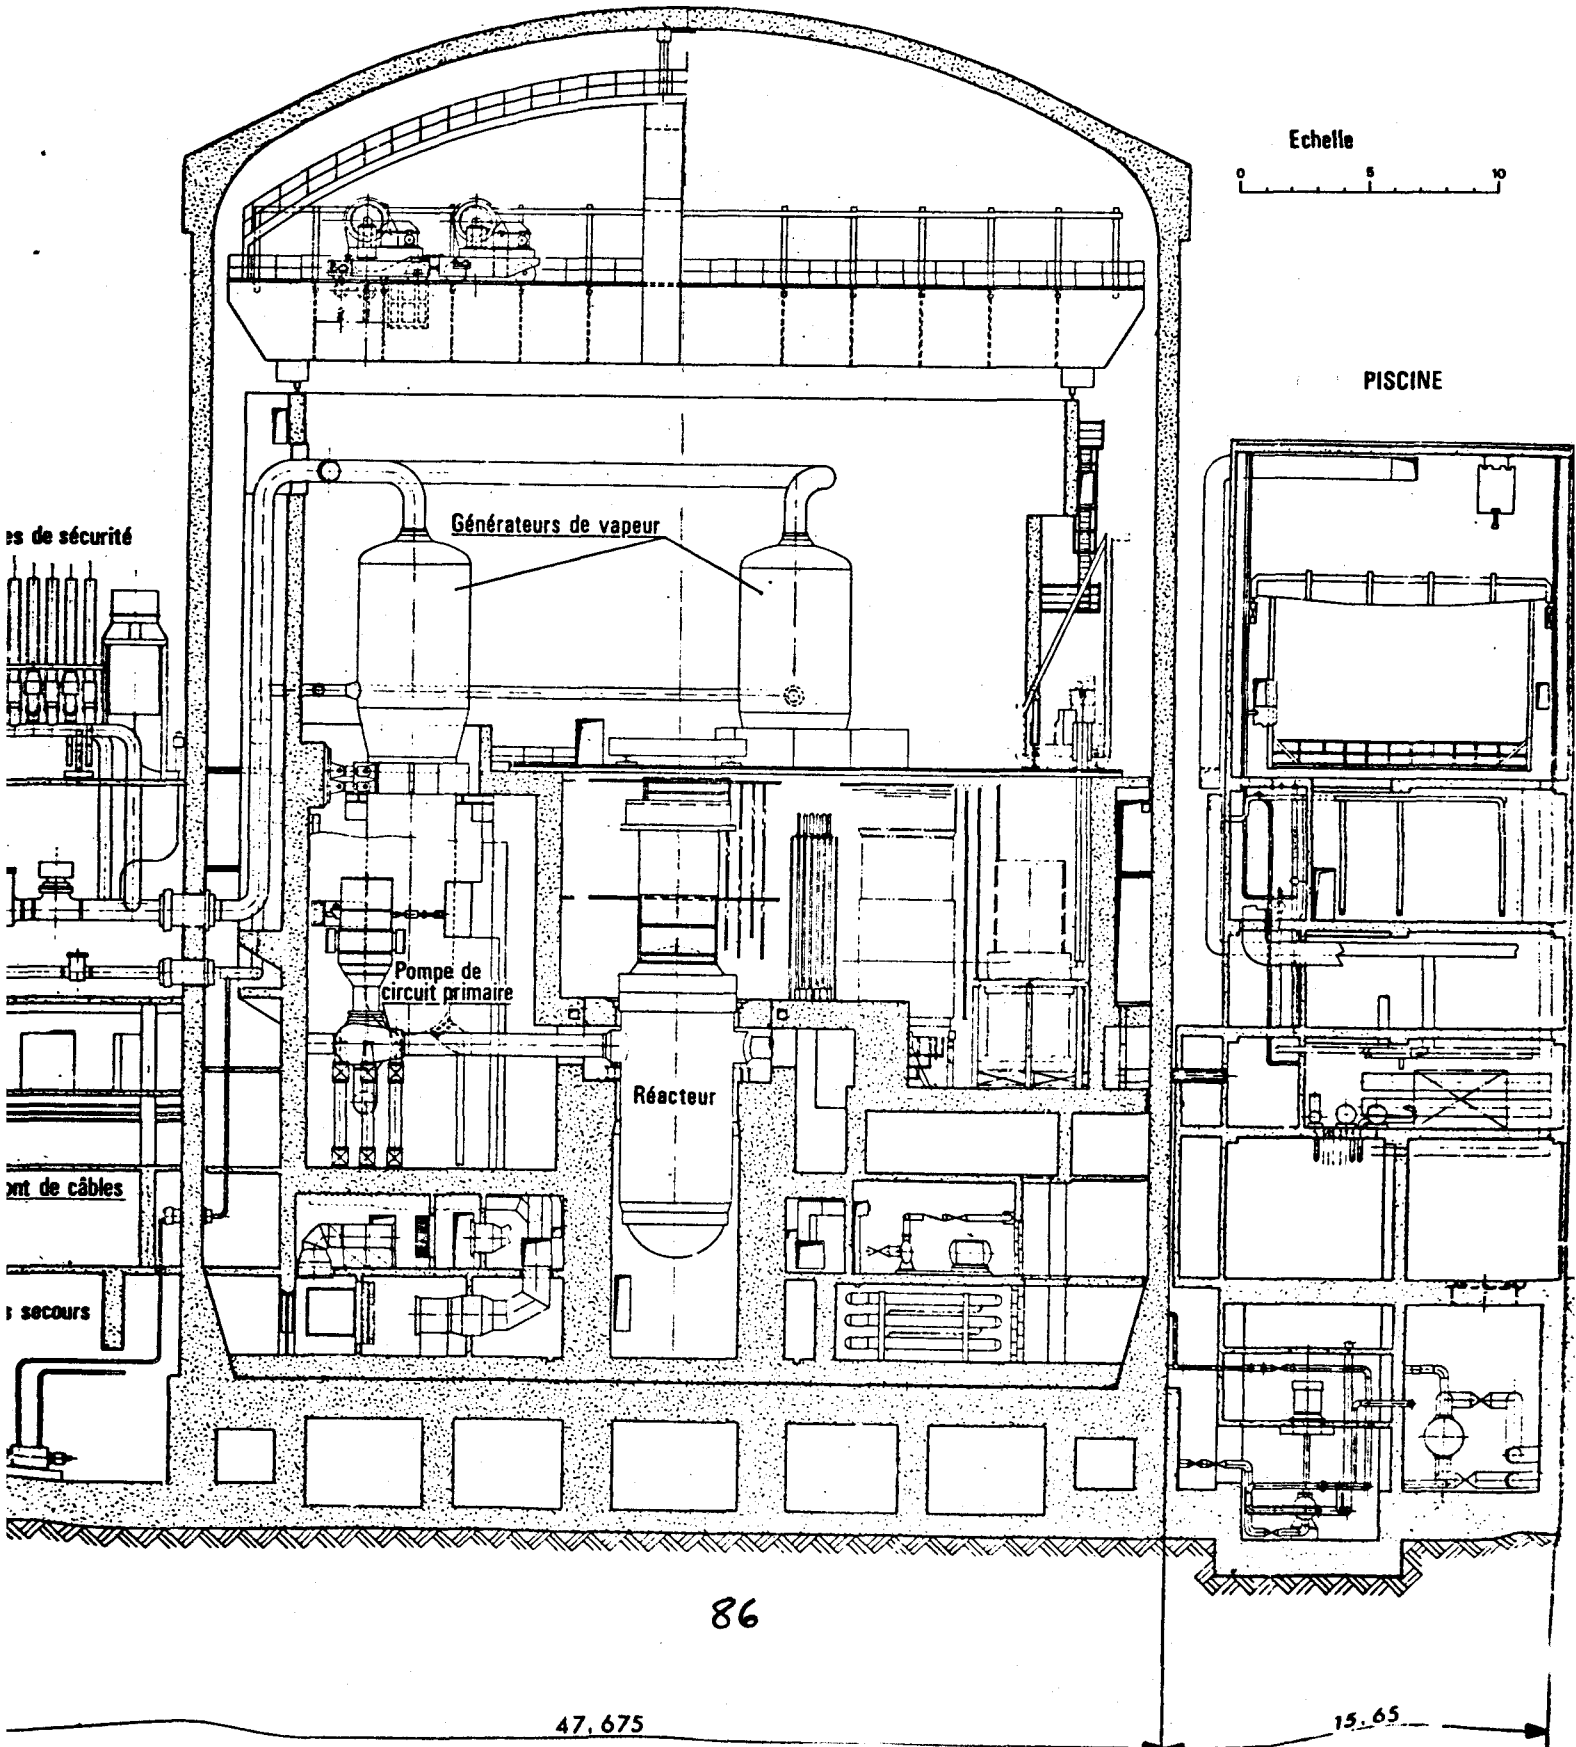 Echelle
0 5 10
PISCINE
Générateurs de vapeur
es de sécurité
Pompe de
circuit primaire
Réacteur
ont de câbles
s secours
86
47,675
15.65